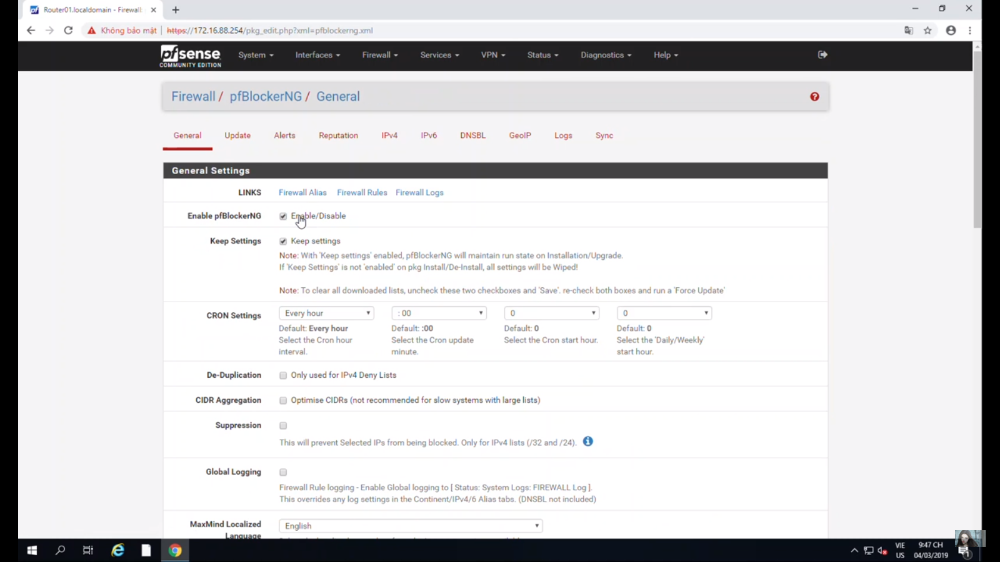 Router01.localdomain - Firewall:
Không bảo mật | https://172.16.88.254/pkg_edit.php?xml=pfblockerng.xml
pfsense
COMMUNITY EDITION
System Interfaces Firewall Services VPN Status Diagnostics Help
Firewall / pfBlockerNG / General
General Update Alerts Reputation IPv4 IPv6 DNSBL GeoIP Logs Sync
General Settings
LINKS Firewall Alias Firewall Rules Firewall Logs
Enable pfBlockerNG Enable/Disable
Keep Settings Keep settings
Note: With 'Keep settings' enabled, pfBlockerNG will maintain run state on Installation/Upgrade.
If 'Keep Settings' is not 'enabled' on pkg Install/De-Install, all settings will be Wiped!
Note: To clear all downloaded lists, uncheck these two checkboxes and 'Save'. re-check both boxes and run a 'Force Update'
CRON Settings Every hour : 00 0 0
Default: Every hour Default: :00 Default: 0 Default: 0
Select the Cron hour Select the Cron update Select the Cron start hour. Select the 'Daily/Weekly'
interval. minute. start hour.
De-Duplication Only used for IPv4 Deny Lists
CIDR Aggregation Optimise CIDRs (not recommended for slow systems with large lists)
Suppression
This will prevent Selected IPs from being blocked. Only for IPv4 lists (/32 and /24).
Global Logging
Firewall Rule logging - Enable Global logging to [ Status: System Logs: FIREWALL Log ].
This overrides any log settings in the Continent/IPv4/6 Alias tabs. (DNSBL not included)
MaxMind Localized English
Language
VIE 9:47 CH
US 04/03/2019 1